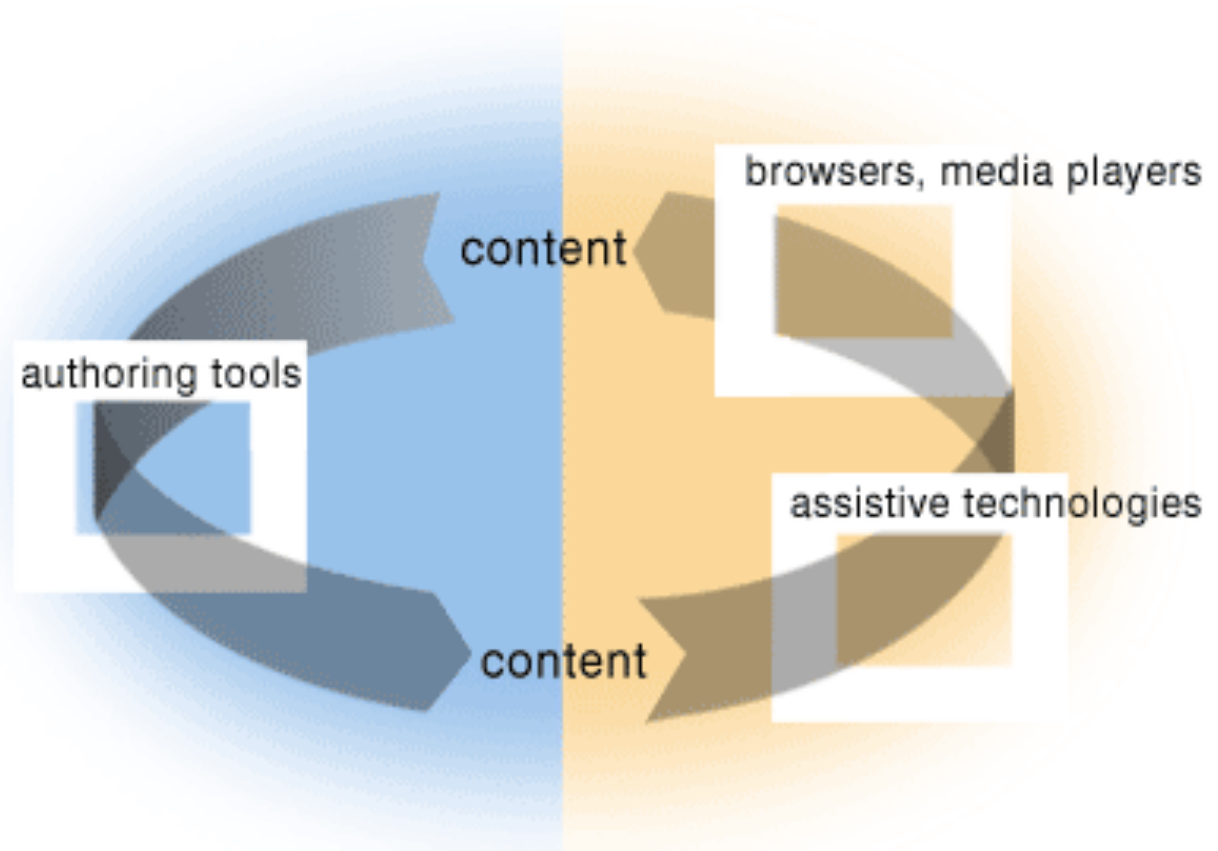 browsers, media players
content
authoring tools
assistive technologies
content